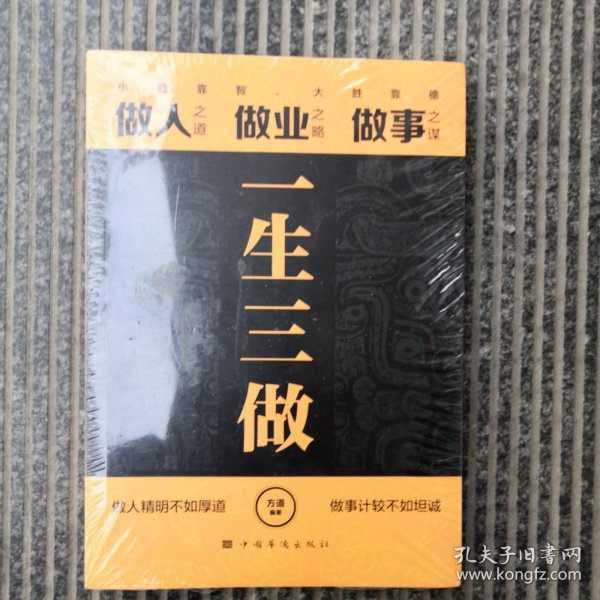 小胜靠智·大胜靠德
做人之道 做业之略 做事之谋
一生三做
做人精明不如厚道
方道
编著
做事计较不如坦诚
中国华侨出版社
孔夫子旧书网
www.kongfz.com